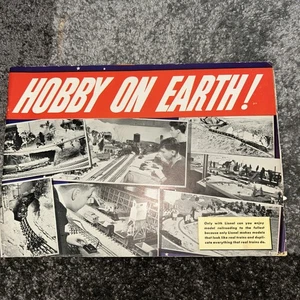 HOBBY ON EARTH!
Only with Lionel can you enjoy
model railroading to the fullest
because only Lionel makes models
that look like real trains and dupli-
cate everything that real trains do.